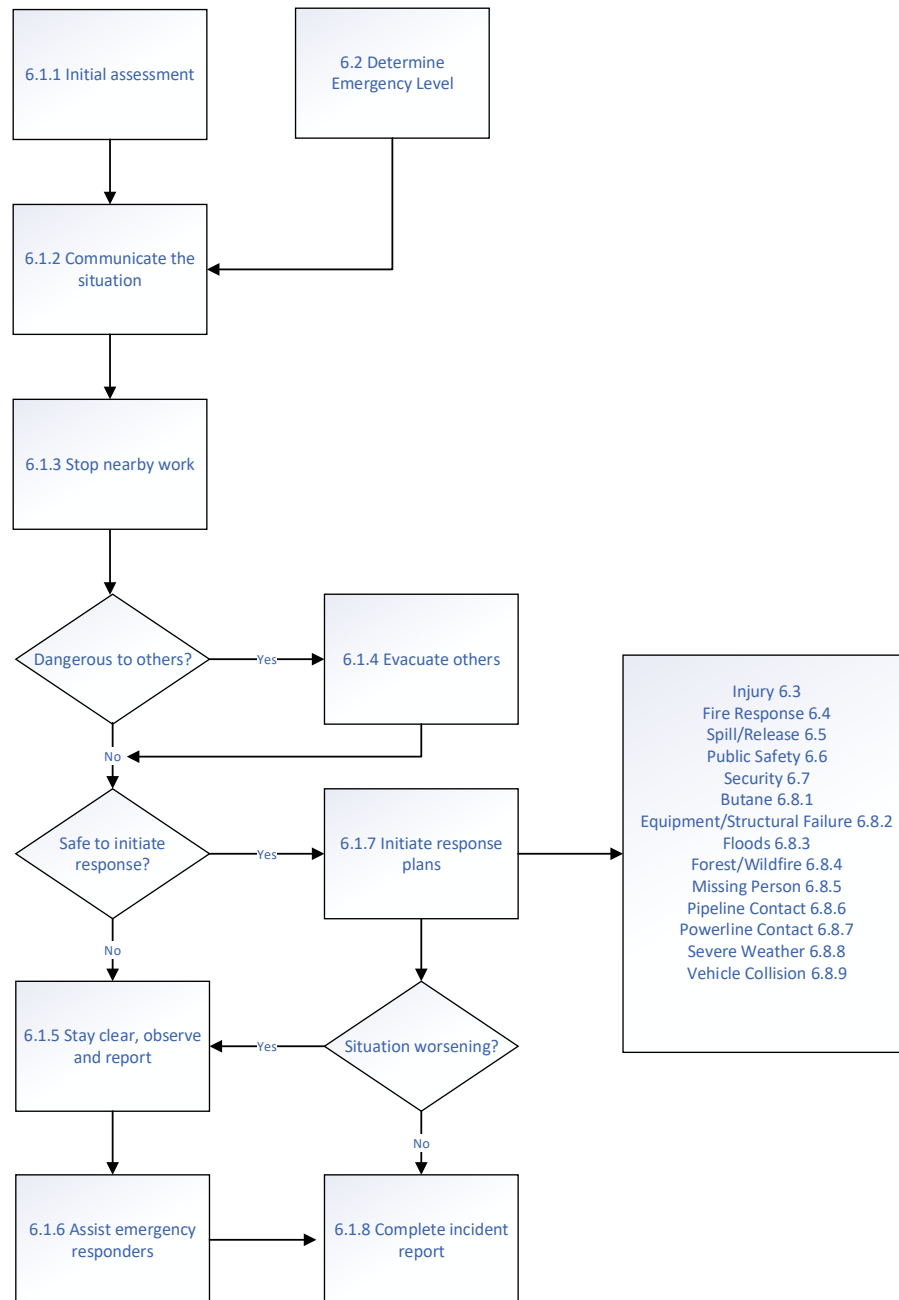 6.1.1 Initial assessment
6.2 Determine
Emergency Level
6.1.2 Communicate the
situation
6.1.3 Stop nearby work
Dangerous to others?
Yes
6.1.4 Evacuate others
No
Safe to initiate
response?
Yes
6.1.7 Initiate response
plans
Injury 6.3
Fire Response 6.4
Spill/Release 6.5
Public Safety 6.6
Security 6.7
Butane 6.8.1
Equipment/Structural Failure 6.8.2
Floods 6.8.3
Forest/Wildfire 6.8.4
Missing Person 6.8.5
Pipeline Contact 6.8.6
Powerline Contact 6.8.7
Severe Weather 6.8.8
Vehicle Collision 6.8.9
No
6.1.5 Stay clear, observe
and report
Yes
Situation worsening?
No
6.1.6 Assist emergency
responders
6.1.8 Complete incident
report